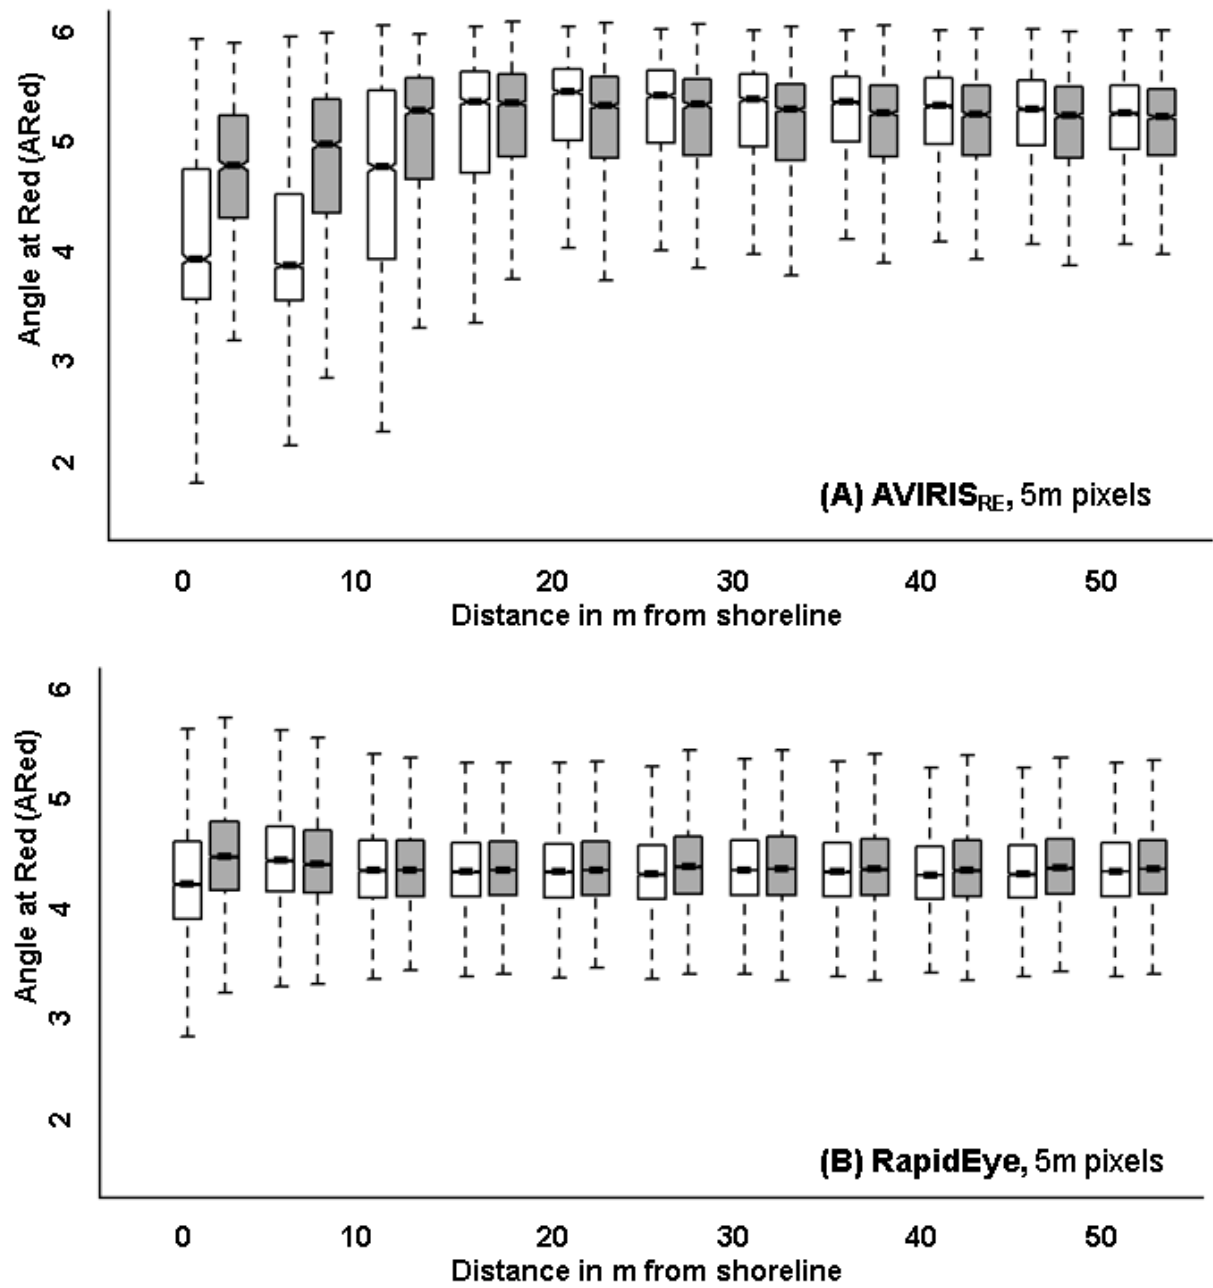 6
5
4
3
2
Angle at Red (ARed)
(A) AVIRISRE, 5m pixels
0 10 20 30 40 50
Distance in m from shoreline
6
5
4
3
2
Angle at Red (ARed)
(B) RapidEye, 5m pixels
0 10 20 30 40 50
Distance in m from shoreline